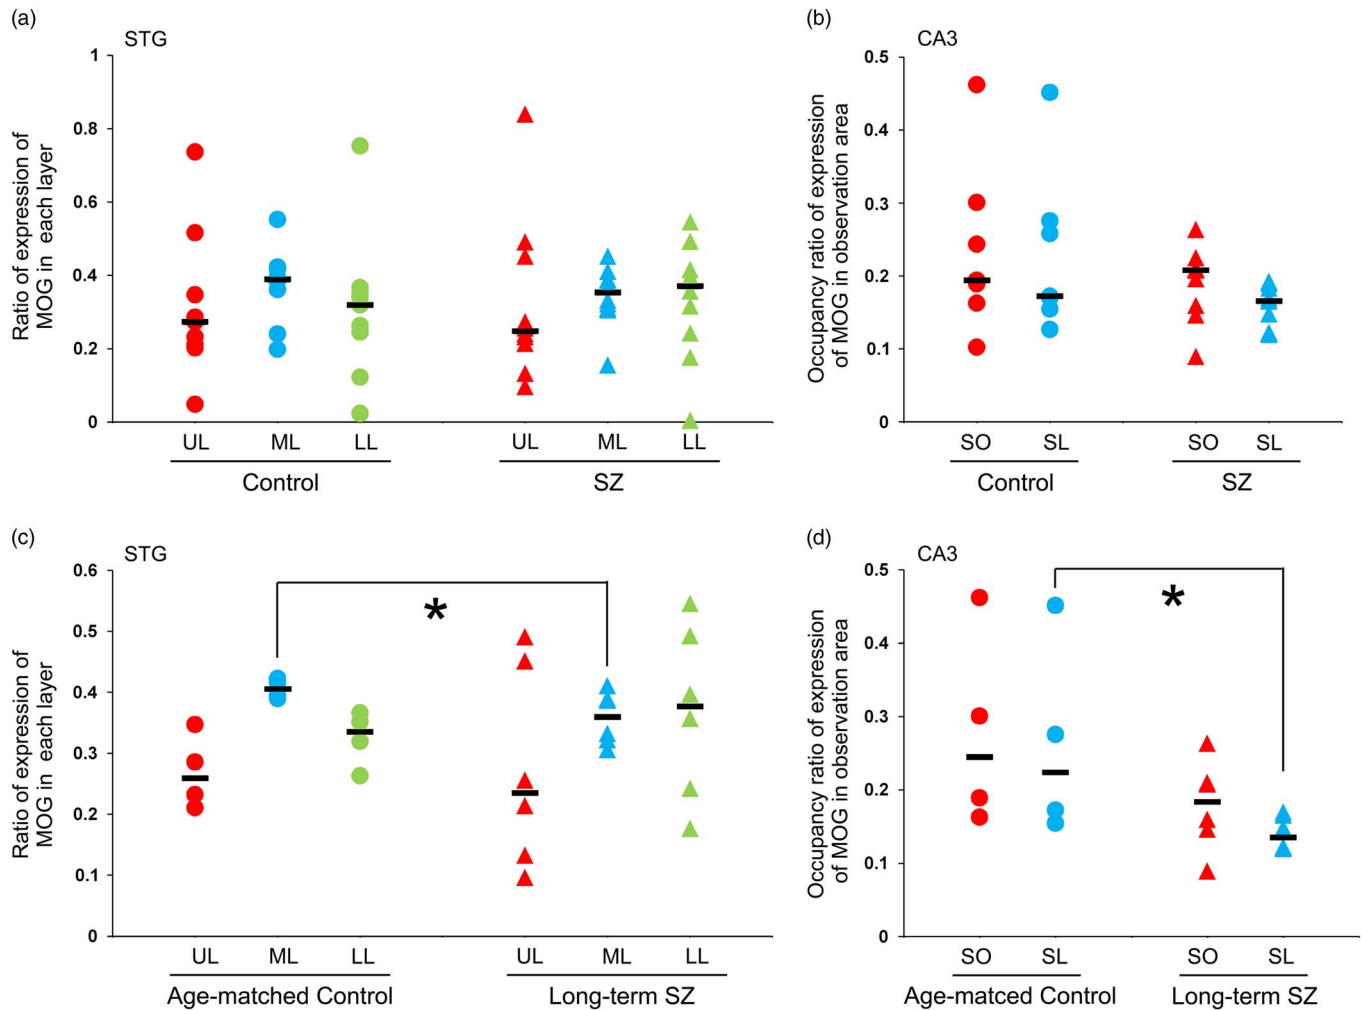 (a)
STG
Ratio of expression of
MOG in each layer
1
0.8
0.6
0.4
0.2
0
UL ML LL UL ML LL
Control SZ
(b)
CA3
Occupancy ratio of expression
of MOG in observation area
0.5
0.4
0.3
0.2
0.1
0
SO SL SO SL
Control SZ
(c)
STG
Ratio of expression of
MOG in each layer
0.6
0.5
0.4
0.3
0.2
0.1
0
*
UL ML LL UL ML LL
Age-matched Control Long-term SZ
(d)
CA3
Occupancy ratio of expression
of MOG in observation area
0.5
0.4
0.3
0.2
0.1
0
*
SO SL SO SL
Age-matced Control Long-term SZ